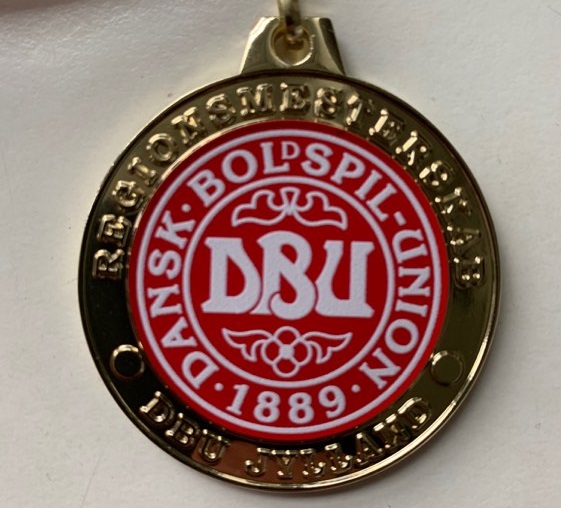 REGIONSMESTERSKAB
DANSK · BOLDSPIL-UNION
DBU
· 1889 ·
DBU JYLLAND